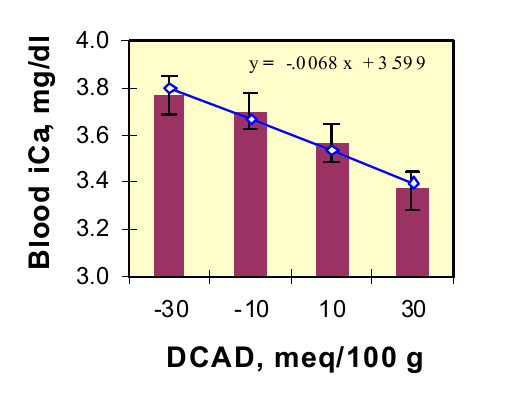 4.0
y = -.0068 x + 3.599
3.8
3.6
3.4
3.2
3.0
-30 -10 10 30
Blood iCa, mg/dl
DCAD, meq/100 g